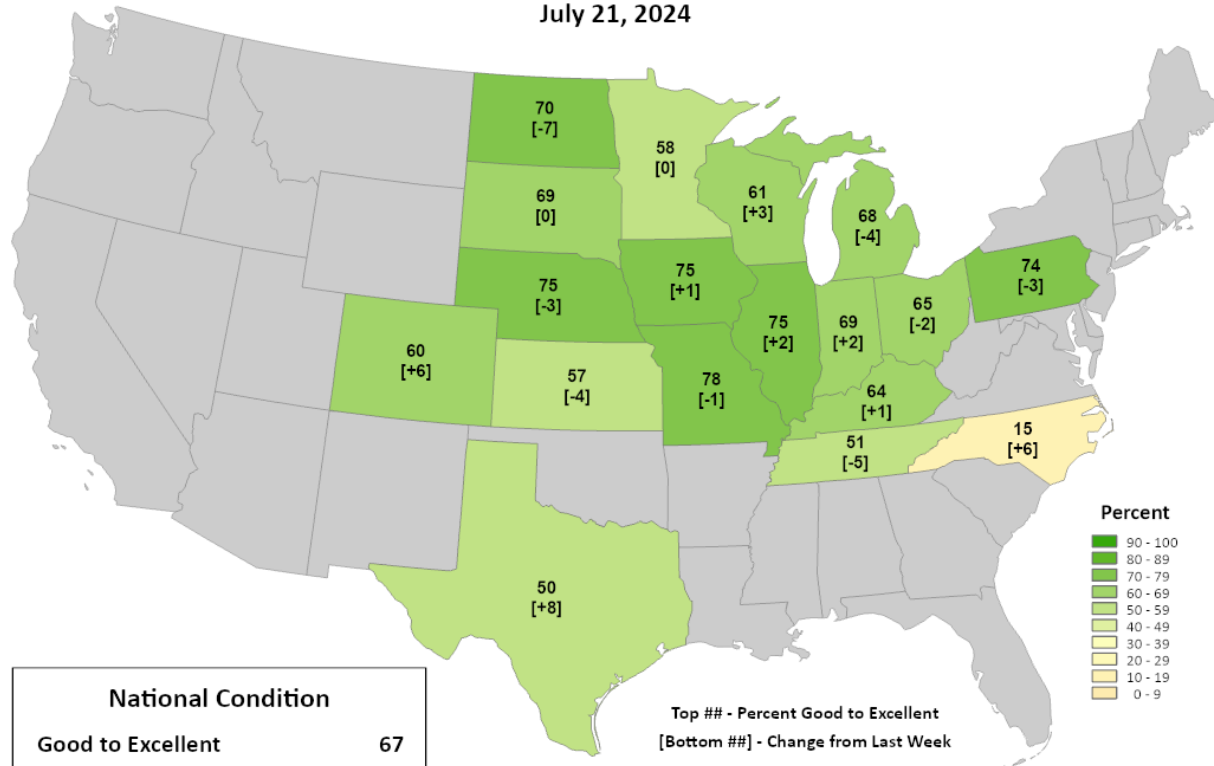 July 21, 2024
70
[-7]
58
[0]
69
[0]
61
[+3]
68
[-4]
75
[-3]
75
[+1]
74
[-3]
60
[+6]
57
[-4]
78
[-1]
75
[+2]
69
[+2]
65
[-2]
64
[+1]
51
[-5]
15
[+6]
50
[+8]
Percent
90 - 100
80 - 89
70 - 79
60 - 69
50 - 59
40 - 49
30 - 39
20 - 29
10 - 19
0 - 9
National Condition
Good to Excellent 67
Top ## - Percent Good to Excellent
[Bottom ##] - Change from Last Week